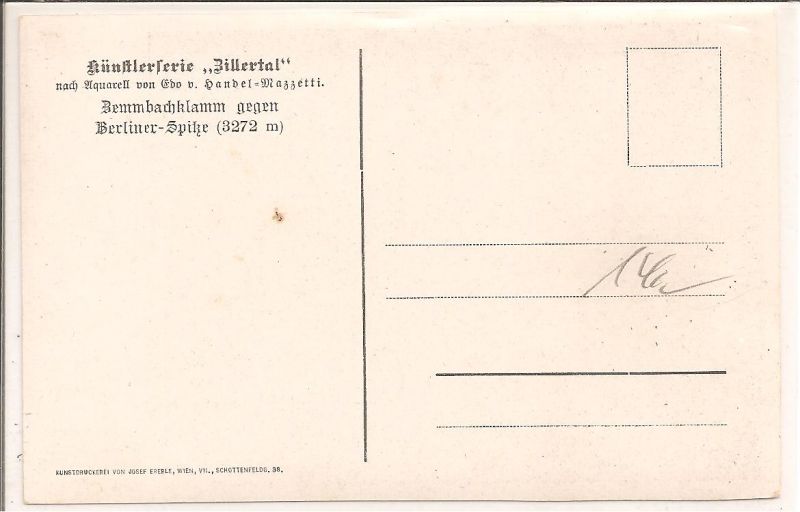 Künstlerserie „Zillertal“
nach Aquarell von Edo v. Handel-Mazzetti.
Zemmbachklamm gegen
Berliner-Spitze (3272 m)
KUNSTDRUCKEREI VON JOSEF EBERLE, WIEN, VII., SCHOTTENFELDG. 38.